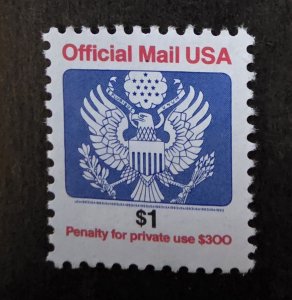 Official Mail USA
$1
Penalty for private use $300